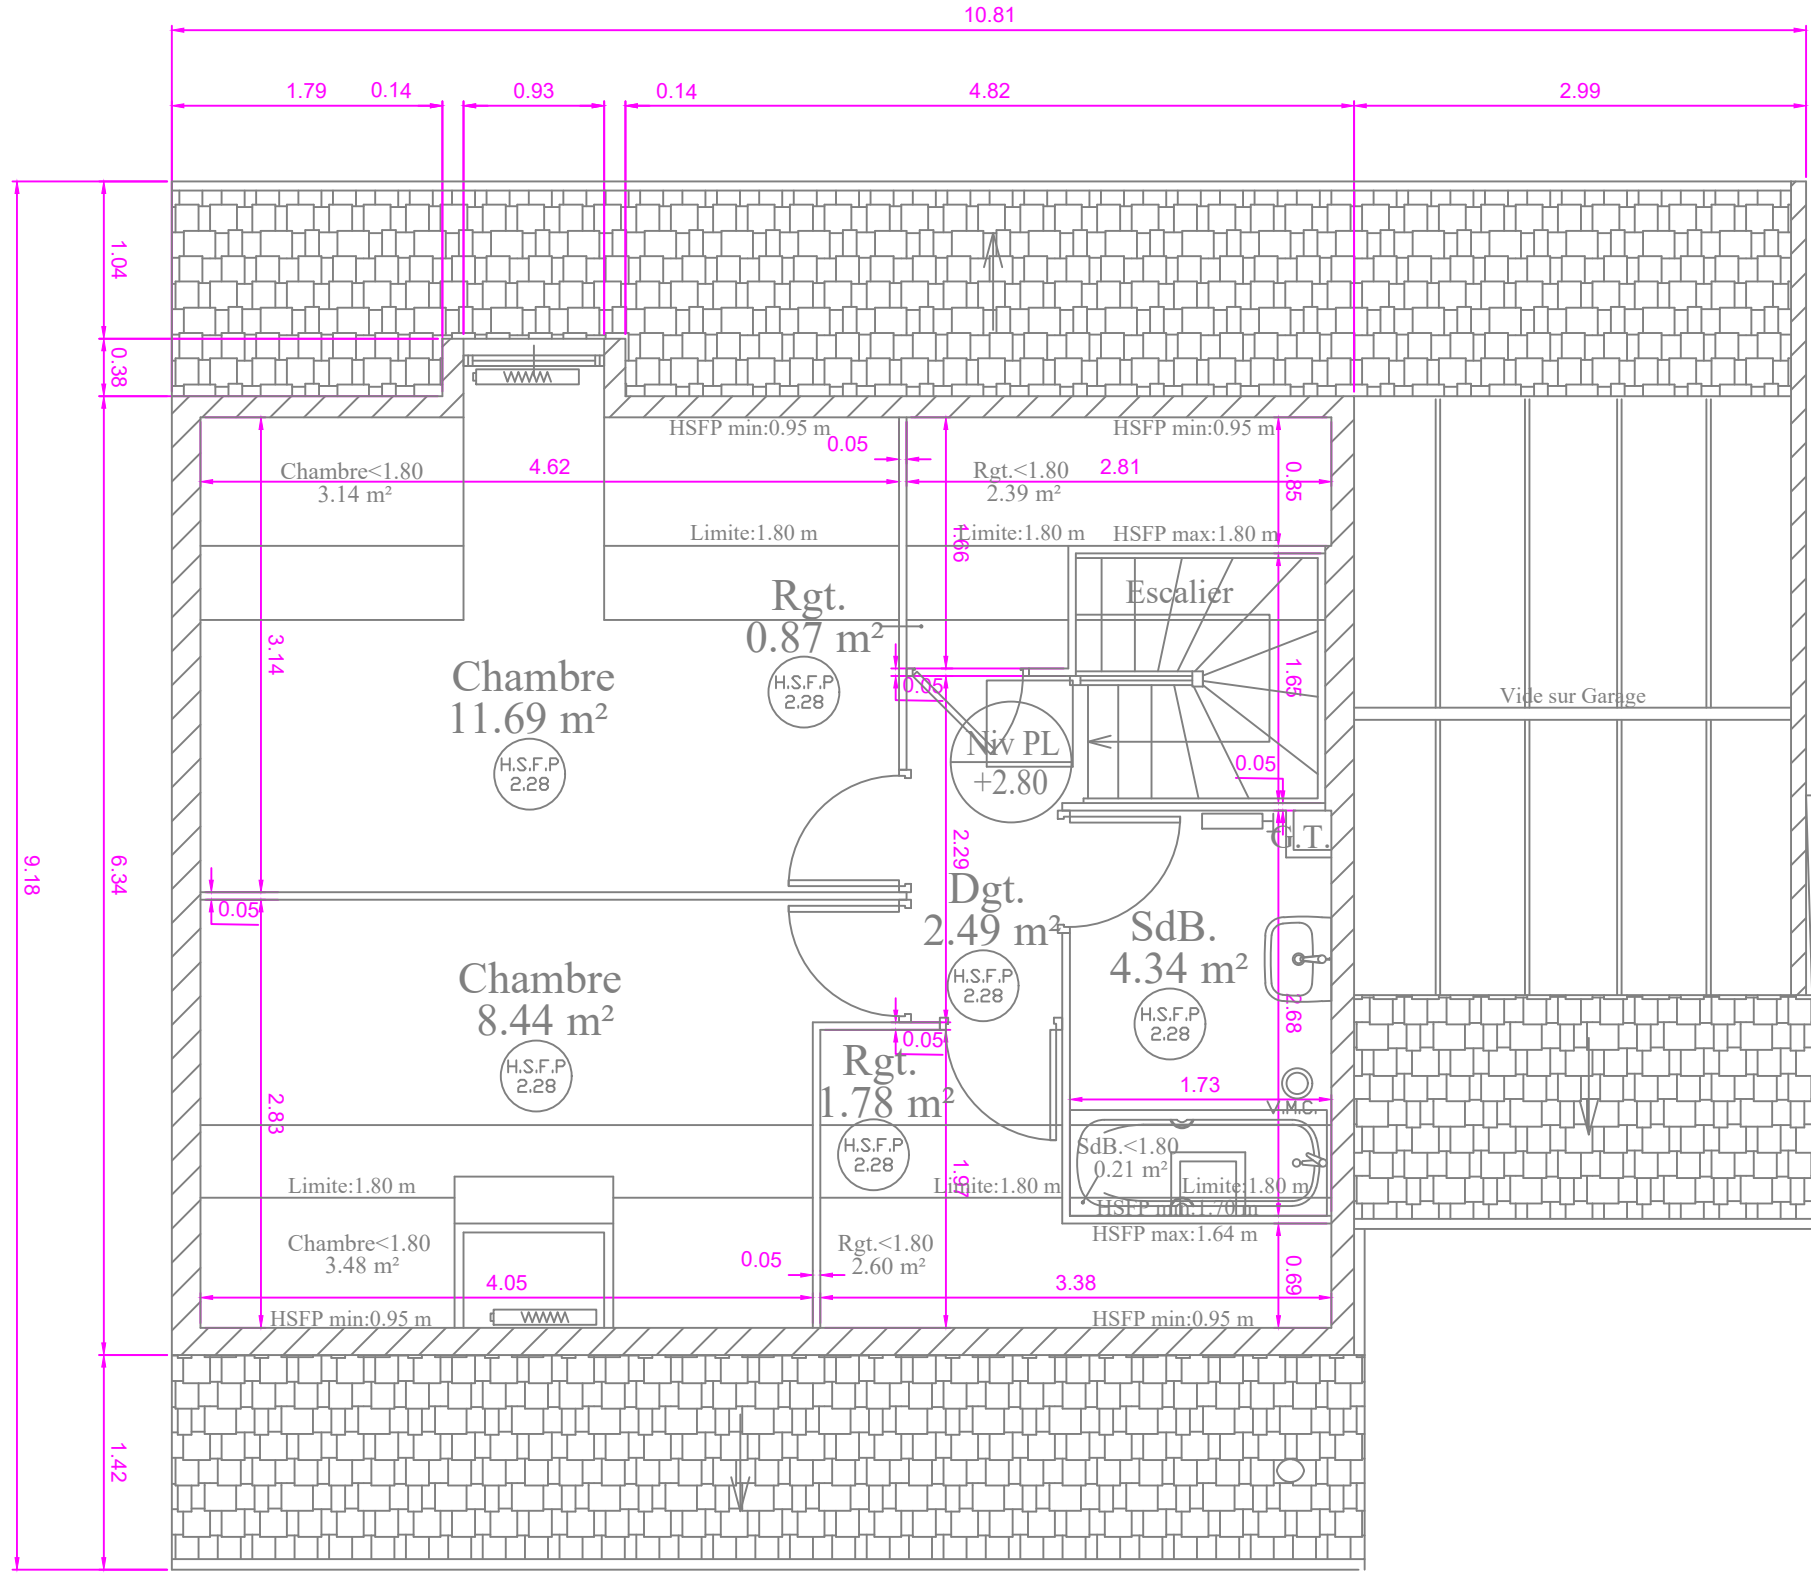 10.81
1.79 0.14 0.93 0.14 4.82 2.99
1.04
0.38
HSFP min:0.95 m HSFP min:0.95 m
0.05
Chambre<1.80 4.62 Rgt.<1.80 2.81 0.85
3.14 m² 2.39 m²
Limite:1.80 m Limite:1.80 m HSFP max:1.80 m
1.66
Rgt. Escalier
0.87 m²
3.14 1.65
Chambre H.S.F.P 0.05
11.69 m² 2.28 Vide sur Garage
H.S.F.P Niv PL
2.28 +2.80 0.05
9.18 6.34 2.29 G.T.
0.05 Dgt. SdB.
2.49 m² 4.34 m²
Chambre H.S.F.P
8.44 m² 2.28 H.S.F.P 2.68
0.05 2.28
H.S.F.P Rgt.
2.28 1.78 m² 1.73
2.83 V.M.C.
H.S.F.P SdB.<1.80
2.28 0.21 m²
1.97
Limite:1.80 m Limite:1.80 m Limite:1.80 m
HSFP min:1.70 m
Chambre<1.80 Rgt.<1.80 HSFP max:1.64 m
3.48 m² 0.05 2.60 m² 0.69
4.05 3.38
HSFP min:0.95 m HSFP min:0.95 m
1.42